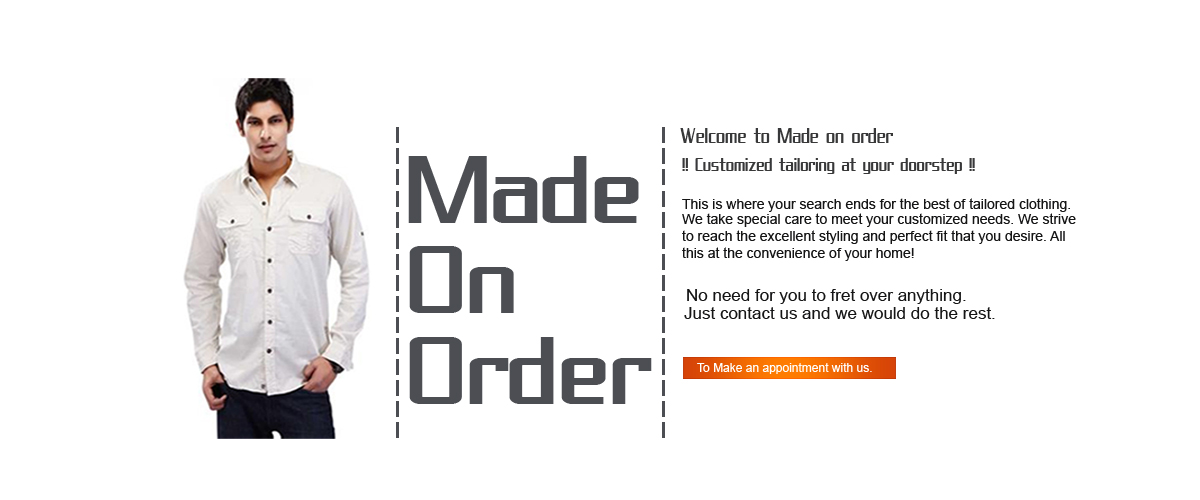 Made
On
Order
Welcome to Made on order
!! Customized tailoring at your doorstep !!
This is where your search ends for the best of tailored clothing.
We take special care to meet your customized needs. We strive
to reach the excellent styling and perfect fit that you desire. All
this at the convenience of your home!
No need for you to fret over anything.
Just contact us and we would do the rest.
To Make an appointment with us.